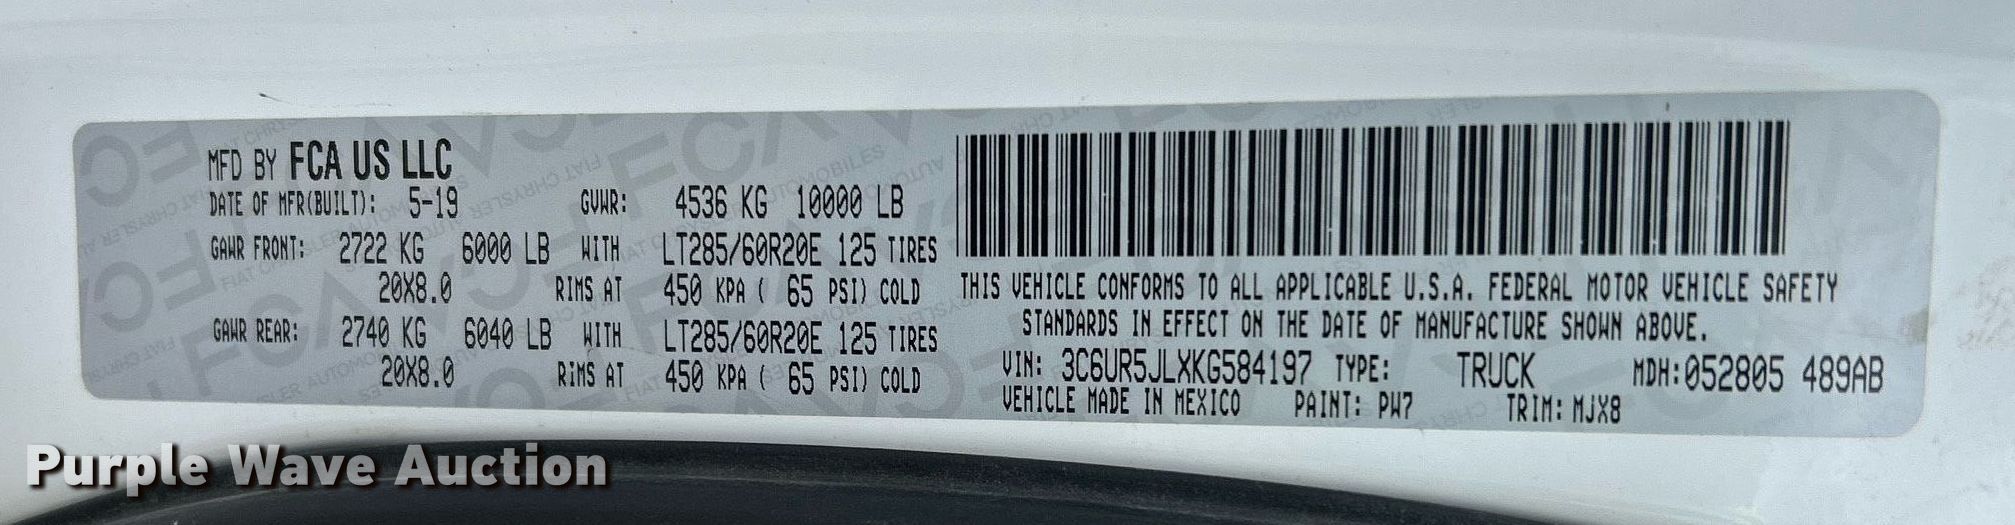 MFD BY FCA US LLC
DATE OF MFR(BUILT): 5-19 GVWR: 4536 KG 10000 LB
GAWR FRONT: 2722 KG 6000 LB WITH LT285/60R20E 125 TIRES
20X8.0 RIMS AT 450 KPA ( 65 PSI) COLD
GAWR REAR: 2740 KG 6040 LB WITH LT285/60R20E 125 TIRES
20X8.0 RIMS AT 450 KPA ( 65 PSI) COLD
THIS VEHICLE CONFORMS TO ALL APPLICABLE U.S.A. FEDERAL MOTOR VEHICLE SAFETY
STANDARDS IN EFFECT ON THE DATE OF MANUFACTURE SHOWN ABOVE.
VIN: 3C6UR5JLXKG584197 TYPE: TRUCK MDH:052805 489AB
VEHICLE MADE IN MEXICO PAINT: PW7 TRIM: MJX8
Purple Wave Auction